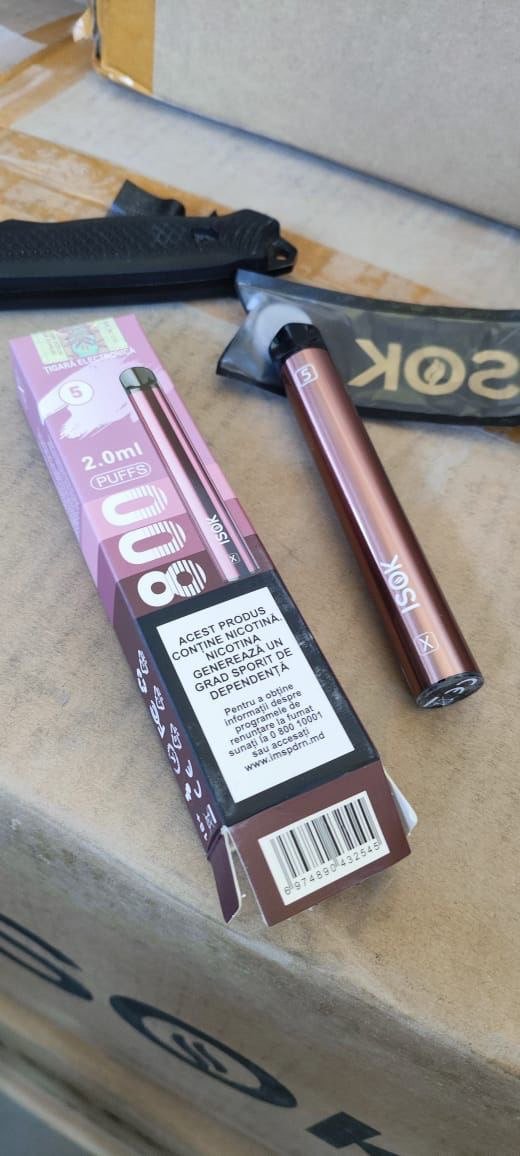 ȚIGARĂ ELECTRONICĂ
5
2.0ml
PUFFS
800
ISOK
X
ACEST PRODUS
CONȚINE NICOTINĂ.
NICOTINA
GENEREAZĂ UN
GRAD SPORIT DE
DEPENDENȚĂ
Pentru a obține
informații despre
programele de
renunțare la fumat
sunați la 0 800 10001
sau accesați
www.imspdrn.md
6 974890 432545
5
ISOK
X
CE
ISOK